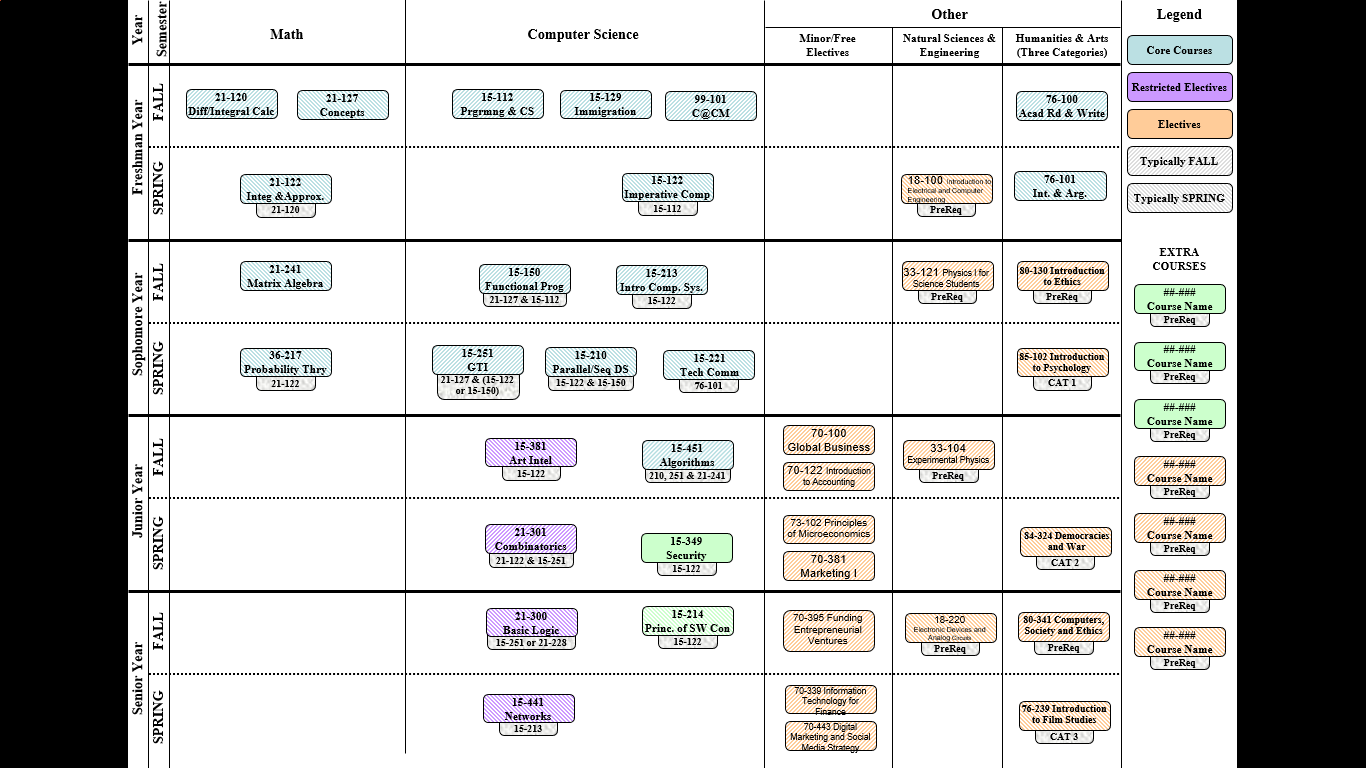 Year
Semester
Math
Computer Science
Other
Minor/Free
Electives
Natural Sciences &
Engineering
Humanities & Arts
(Three Categories)
Legend
Core Courses
Restricted Electives
Electives
Typically FALL
Typically SPRING
EXTRA
COURSES
##-###
Course Name
PreReq
##-###
Course Name
PreReq
##-###
Course Name
PreReq
##-###
Course Name
PreReq
##-###
Course Name
PreReq
##-###
Course Name
PreReq
##-###
Course Name
PreReq
Freshman Year
FALL
21-120
Diff/Integral Calc
21-127
Concepts
15-112
Prgrmng & CS
15-129
Immigration
99-101
C@CM
76-100
Acad Rd & Write
SPRING
21-122
Integ &Approx.
21-120
15-122
Imperative Comp
15-112
18-100 Introduction to
Electrical and Computer
Engineering
PreReq
76-101
Int. & Arg.
Sophomore Year
FALL
21-241
Matrix Algebra
15-150
Functional Prog
21-127 & 15-112
15-213
Intro Comp. Sys.
15-122
33-121 Physics I for
Science Students
PreReq
80-130 Introduction
to Ethics
PreReq
SPRING
36-217
Probability Thry
21-122
15-251
GTI
21-127 & (15-122
or 15-150)
15-210
Parallel/Seq DS
15-122 & 15-150
15-221
Tech Comm
76-101
85-102 Introduction
to Psychology
CAT 1
Junior Year
FALL
15-381
Art Intel
15-122
15-451
Algorithms
210, 251 & 21-241
70-100
Global Business
70-122 Introduction
to Accounting
33-104
Experimental Physics
PreReq
SPRING
21-301
Combinatorics
21-122 & 15-251
15-349
Security
15-122
73-102 Principles
of Microeconomics
70-381
Marketing I
84-324 Democracies
and War
CAT 2
Senior Year
FALL
21-300
Basic Logic
15-251 or 21-228
15-214
Princ. of SW Con
15-122
70-395 Funding
Entrepreneurial
Ventures
18-220
Electronic Devices and
Analog Circuits
PreReq
80-341 Computers,
Society and Ethics
PreReq
SPRING
15-441
Networks
15-213
70-339 Information
Technology for
Finance
70-443 Digital
Marketing and Social
Media Strategy
76-239 Introduction
to Film Studies
CAT 3